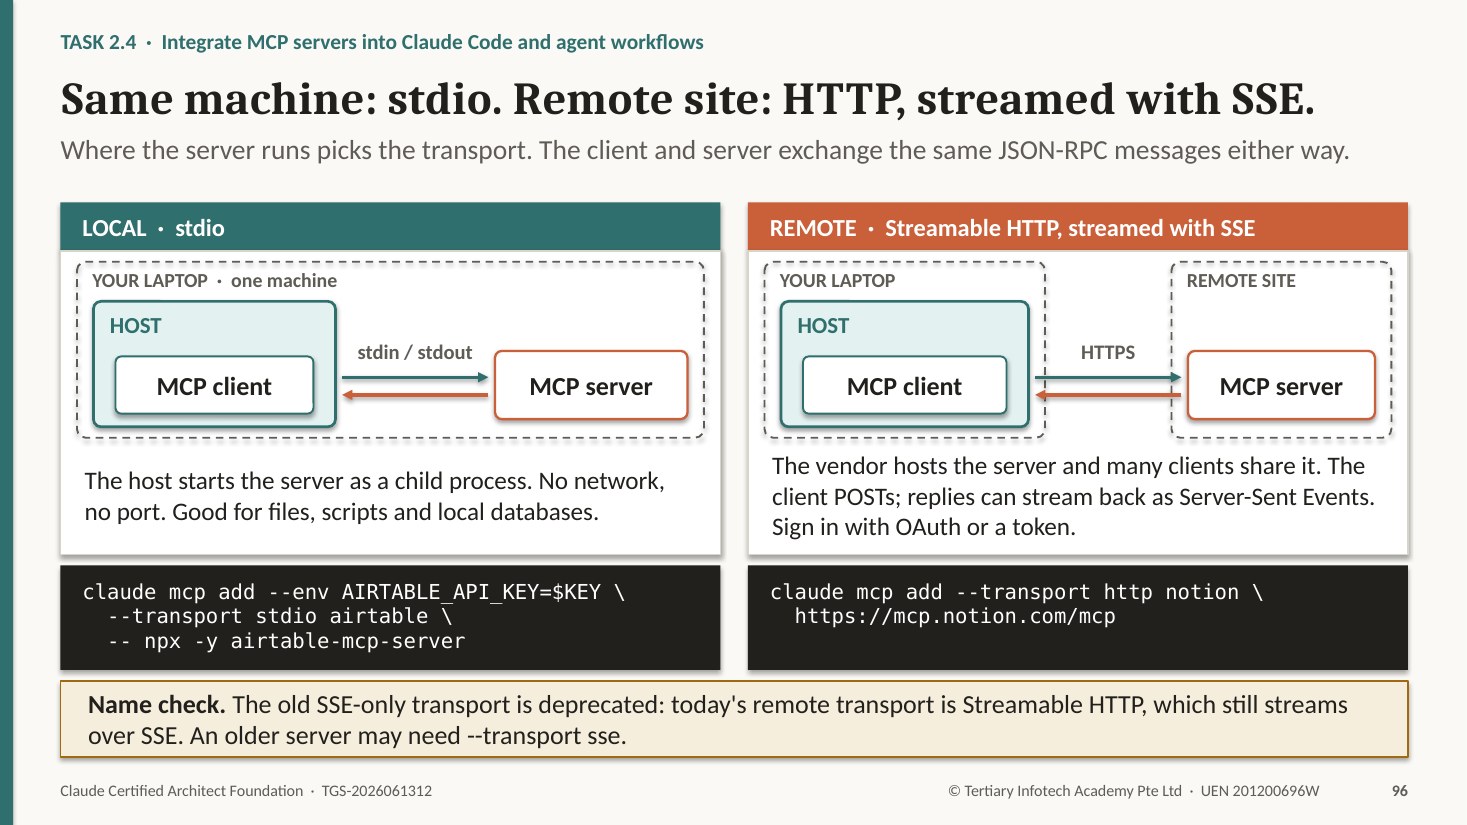 TASK 2.4 · Integrate MCP servers into Claude Code and agent workflows
Same machine: stdio. Remote site: HTTP, streamed with SSE.
Where the server runs picks the transport. The client and server exchange the same JSON-RPC messages either way.
LOCAL · stdio
YOUR LAPTOP · one machine
HOST
MCP client
stdin / stdout
MCP server
The host starts the server as a child process. No network,
no port. Good for files, scripts and local databases.
claude mcp add --env AIRTABLE_API_KEY=$KEY \
--transport stdio airtable \
-- npx -y airtable-mcp-server
REMOTE · Streamable HTTP, streamed with SSE
YOUR LAPTOP
HOST
MCP client
HTTPS
REMOTE SITE
MCP server
The vendor hosts the server and many clients share it. The
client POSTs; replies can stream back as Server-Sent Events.
Sign in with OAuth or a token.
claude mcp add --transport http notion \
https://mcp.notion.com/mcp
Name check. The old SSE-only transport is deprecated: today's remote transport is Streamable HTTP, which still streams
over SSE. An older server may need --transport sse.
Claude Certified Architect Foundation · TGS-2026061312
© Tertiary Infotech Academy Pte Ltd · UEN 201200696W
96